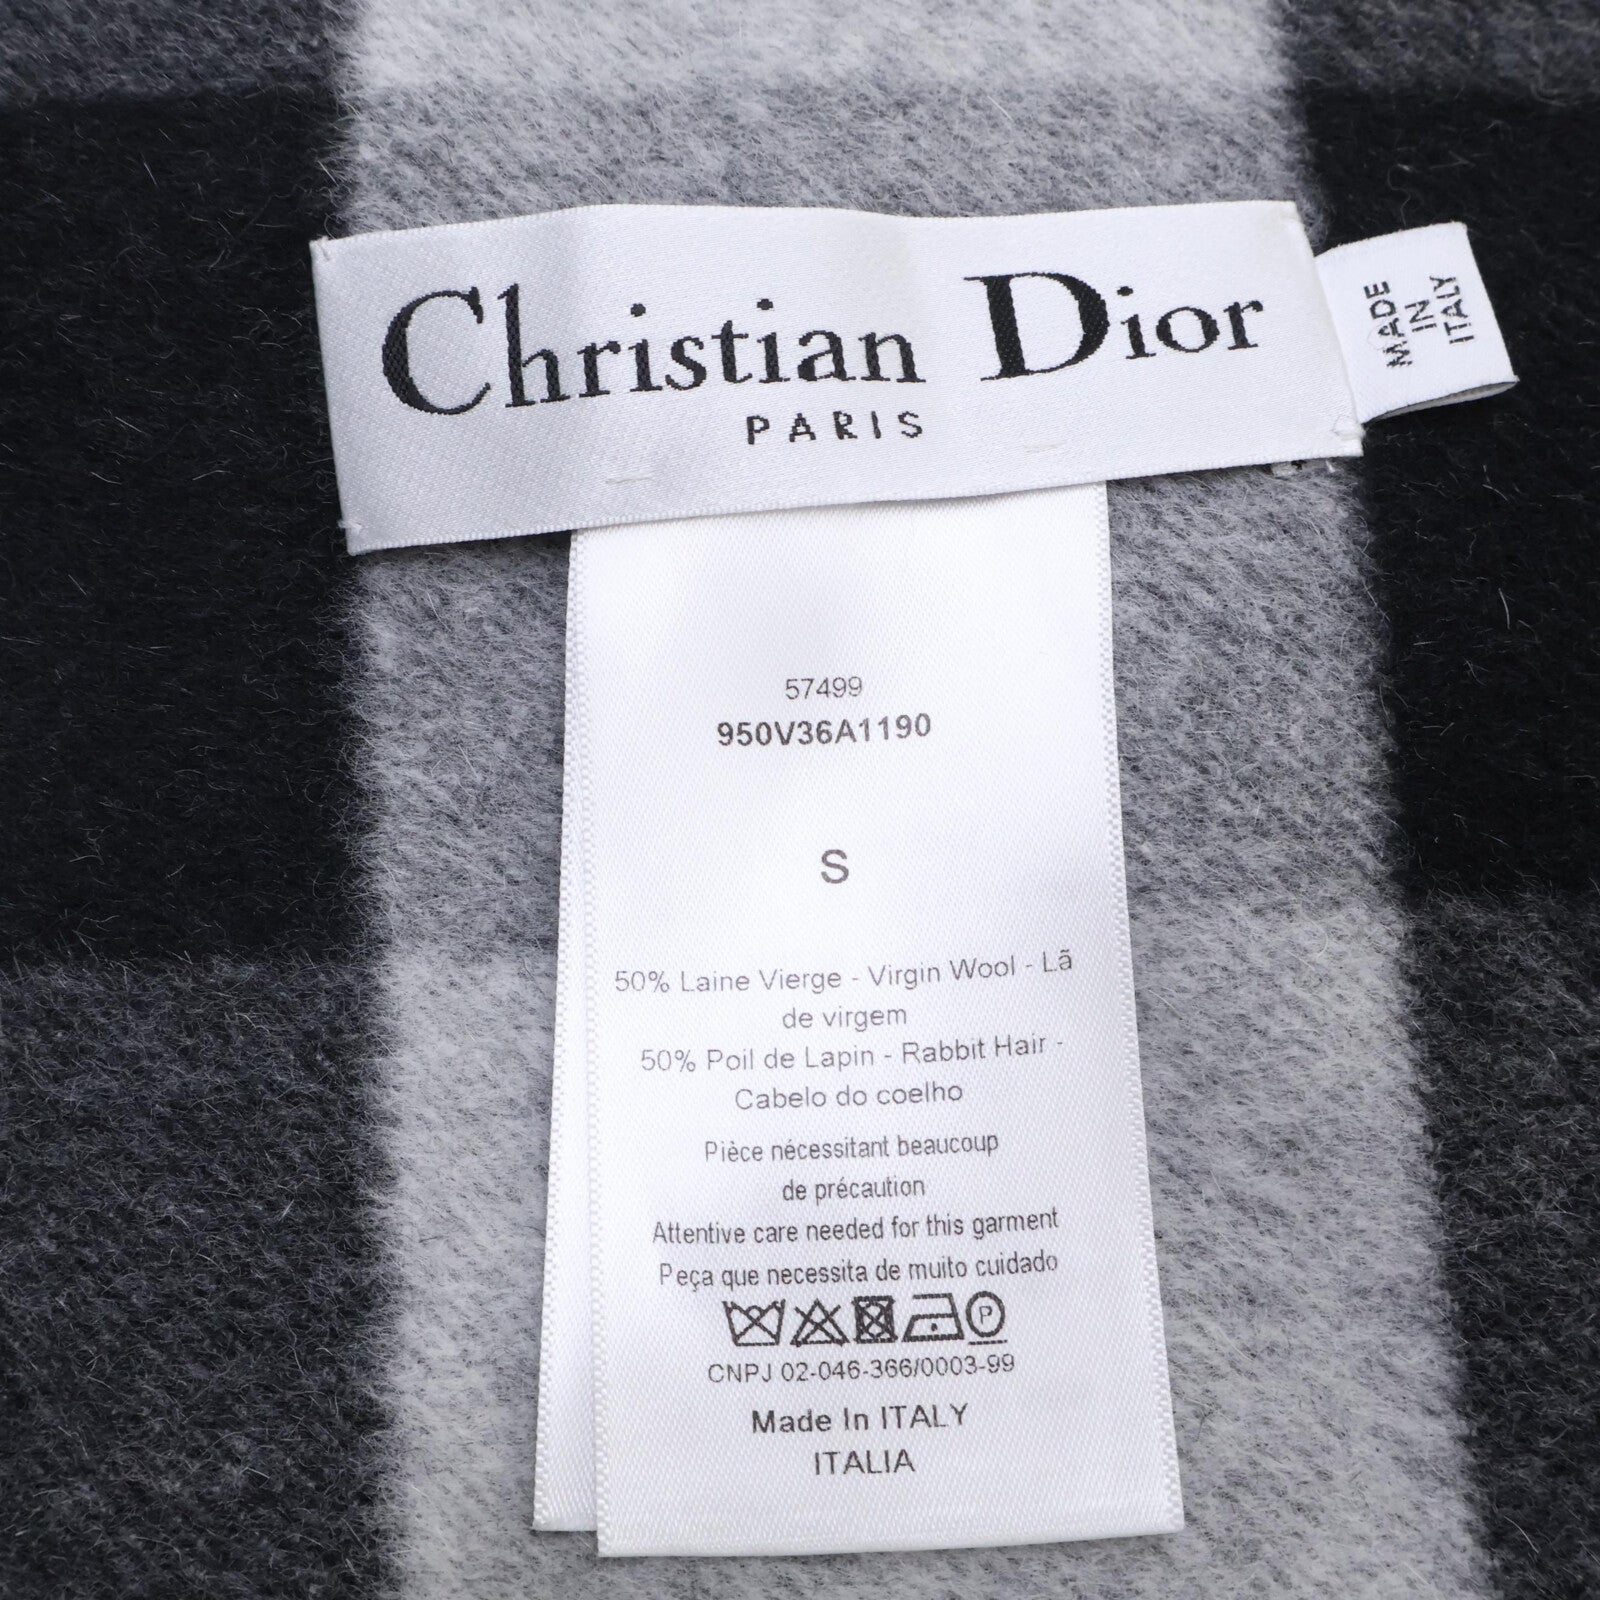 Christian Dior
PARIS
MADE
IN
ITALY
57499
950V36A1190
S
50% Laine Vierge - Virgin Wool - Lã
de virgem
50% Poil de Lapin - Rabbit Hair -
Cabelo do coelho
Pièce nécessitant beaucoup
de précaution
Attentive care needed for this garment
Peça que necessita de muito cuidado
P
CNPJ 02-046-366/0003-99
Made In ITALY
ITALIA